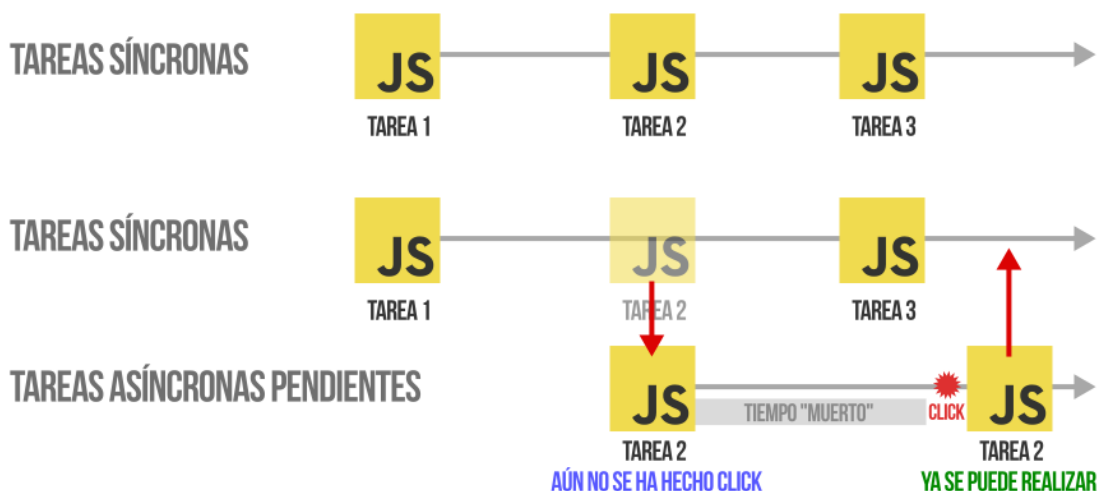 TAREAS SÍNCRONAS
JS
JS
JS
TAREA 1
TAREA 2
TAREA 3
TAREAS SÍNCRONAS
JS
JS
JS
TAREA 1
TAREA 2
TAREA 3
TAREAS ASÍNCRONAS PENDIENTES
JS
TIEMPO "MUERTO"
CLICK
JS
TAREA 2
TAREA 2
AÚN NO SE HA HECHO CLICK
YA SE PUEDE REALIZAR